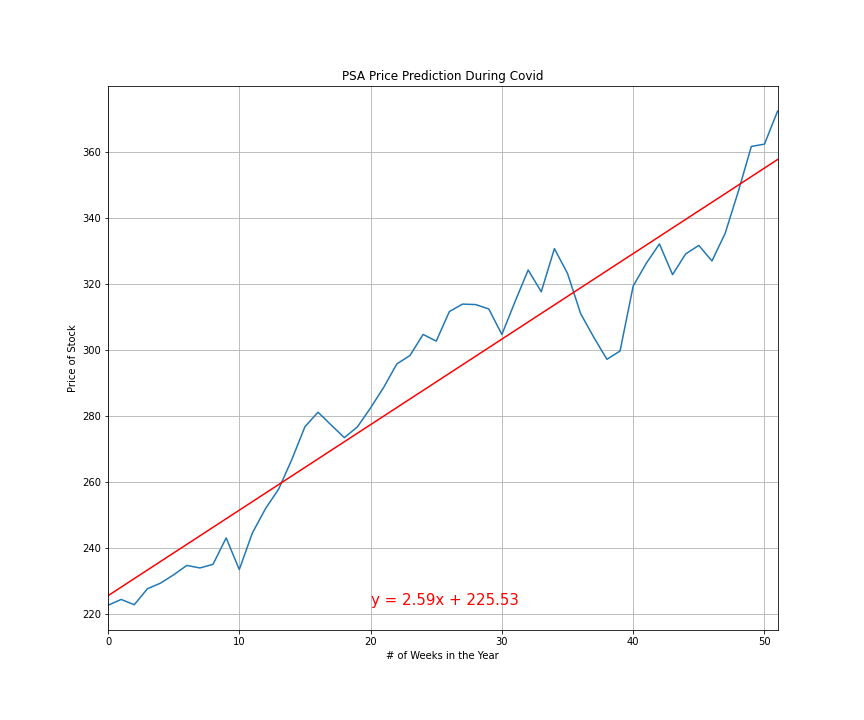 PSA Price Prediction During Covid
Price of Stock
360
340
320
300
280
260
240
220
y = 2.59x + 225.53
0 10 20 30 40 50
# of Weeks in the Year